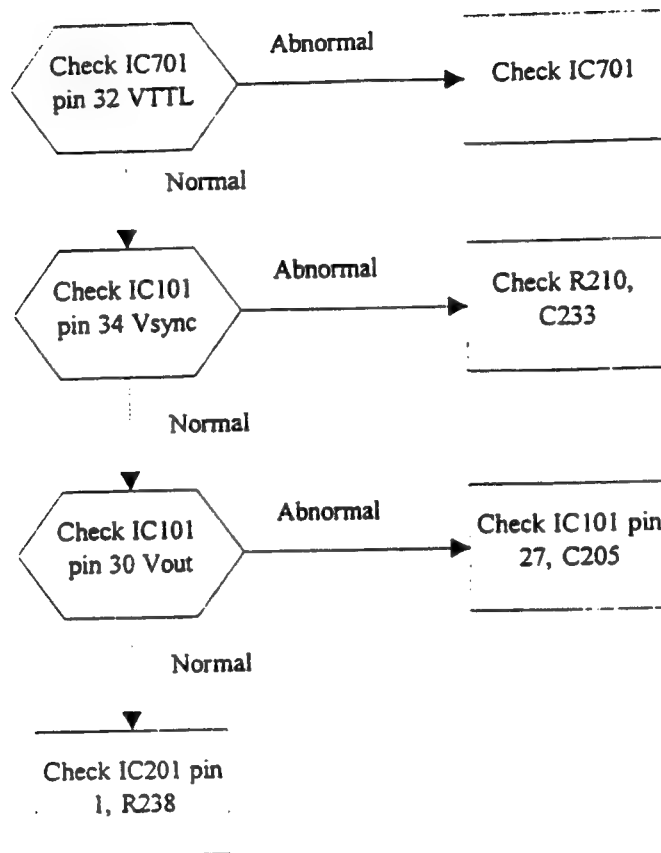 Abnormal
Check IC701
pin 32 VTTL
Check IC701
Normal
Check IC101
pin 34 Vsync
Abnormal
Check R210,
C233
Normal
Check IC101
pin 30 Vout
Abnormal
Check IC101 pin
27, C205
Normal
Check IC201 pin
1, R238